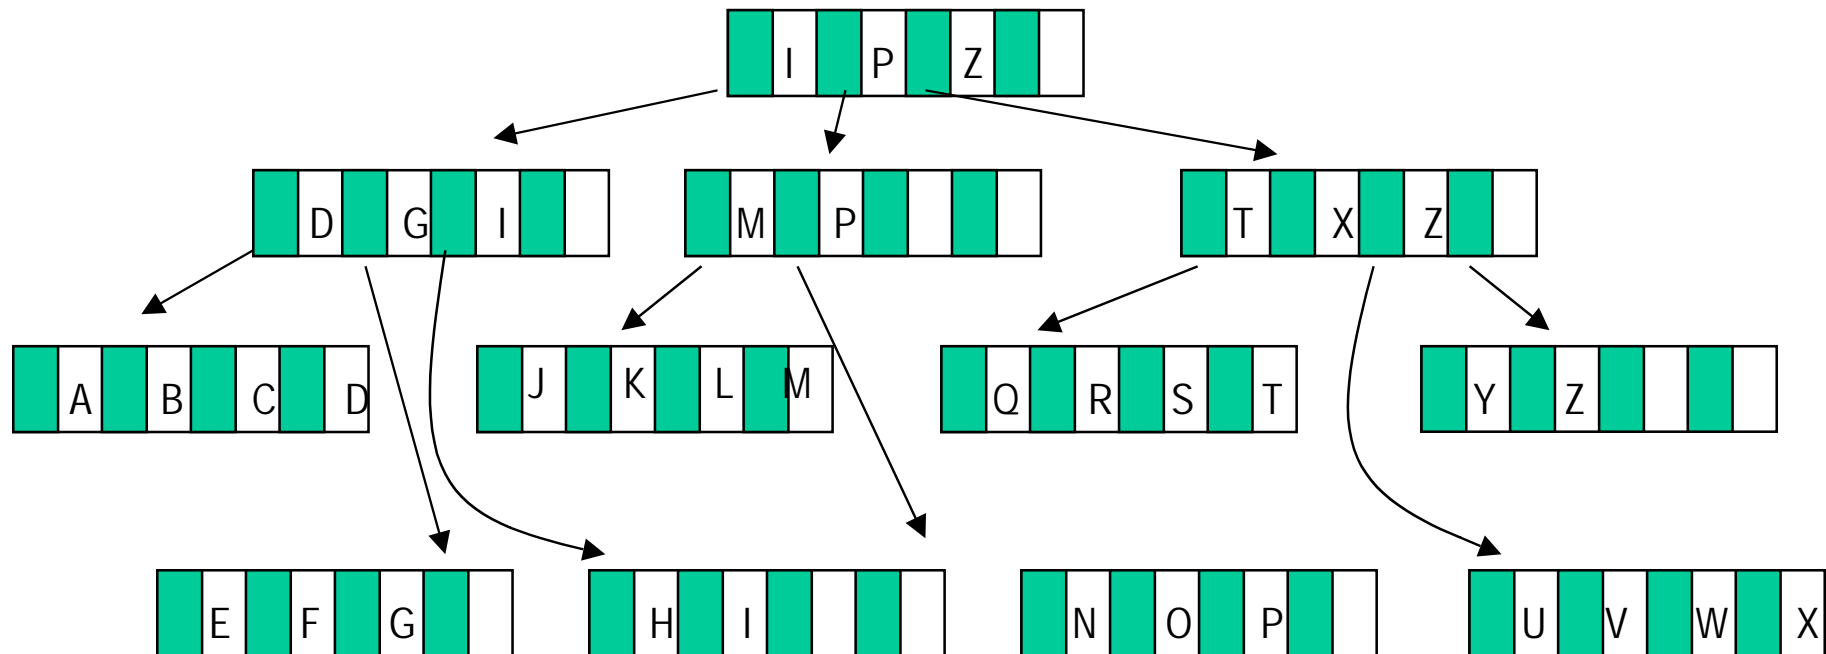 I P Z
D G I
M P
T X Z
A B C D
J K L M
Q R S T
Y Z
E F G
H I
N O P
U V W X